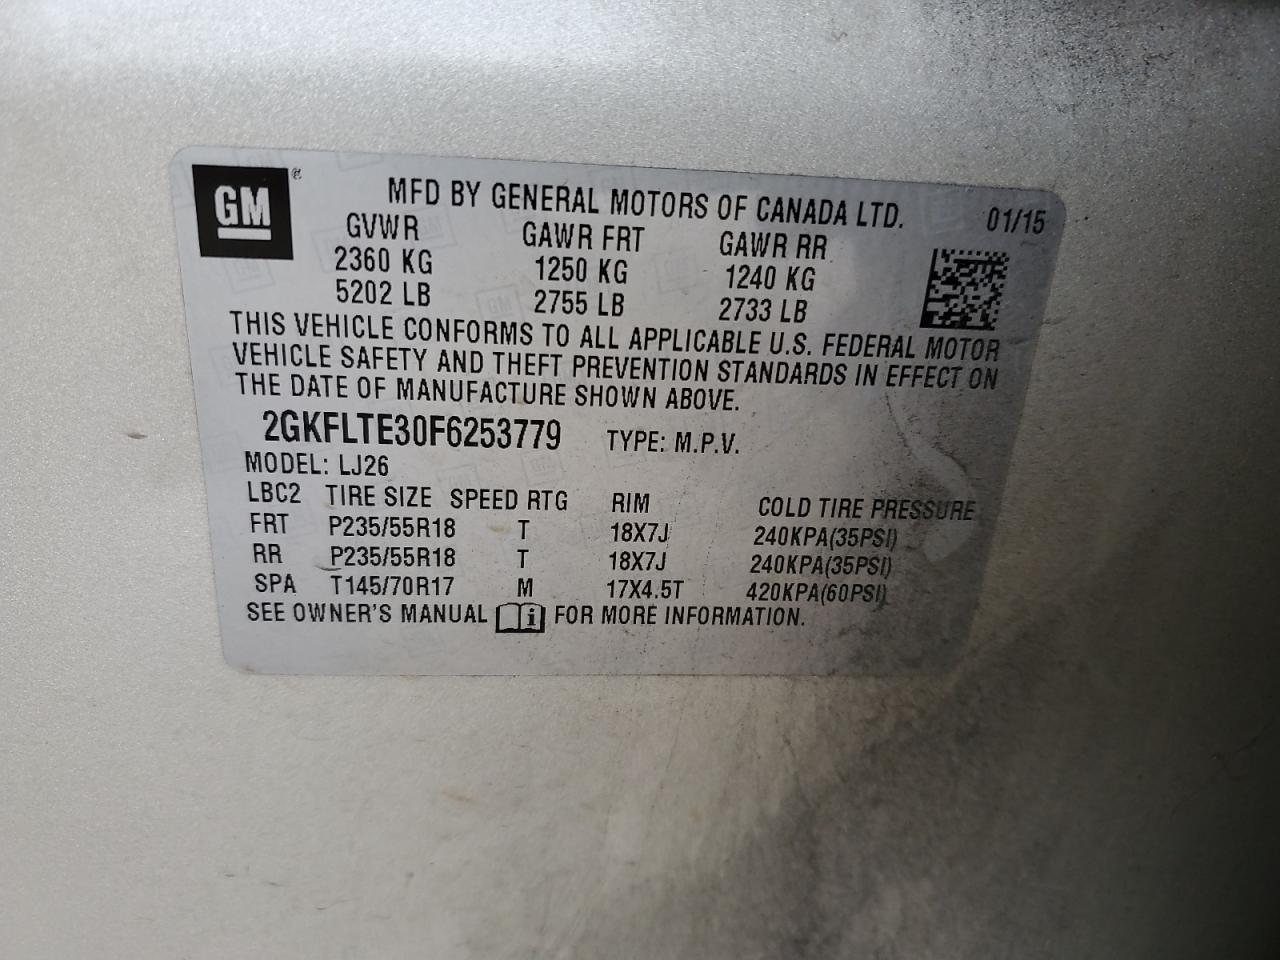 GM®
MFD BY GENERAL MOTORS OF CANADA LTD. 01/15
GVWR GAWR FRT GAWR RR
2360 KG 1250 KG 1240 KG
5202 LB 2755 LB 2733 LB
THIS VEHICLE CONFORMS TO ALL APPLICABLE U.S. FEDERAL MOTOR
VEHICLE SAFETY AND THEFT PREVENTION STANDARDS IN EFFECT ON
THE DATE OF MANUFACTURE SHOWN ABOVE.
2GKFLTE30F6253779 TYPE: M.P.V.
MODEL: LJ26
LBC2 TIRE SIZE SPEED RTG RIM COLD TIRE PRESSURE
FRT P235/55R18 T 18X7J 240KPA(35PSI)
RR P235/55R18 T 18X7J 240KPA(35PSI)
SPA T145/70R17 M 17X4.5T 420KPA(60PSI)
SEE OWNER'S MANUAL i FOR MORE INFORMATION.